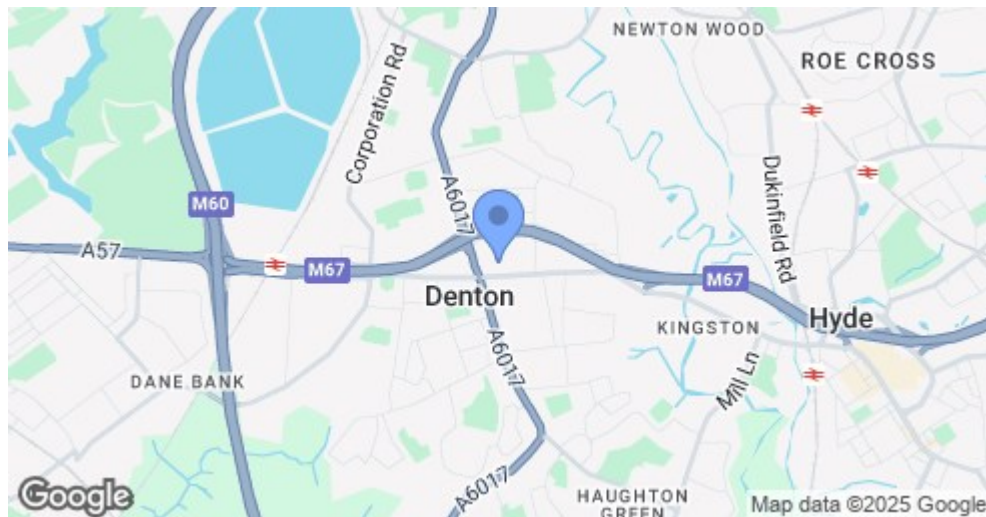 NEWTON WOOD
ROE CROSS
Corporation Rd
A6017
Dukinfield Rd
M60
A57
M67
M67
Denton
Hyde
KINGSTON
Mill Ln
DANE BANK
A6017
A6017
HAUGHTON
GREEN
Google
Map data ©2025 Google